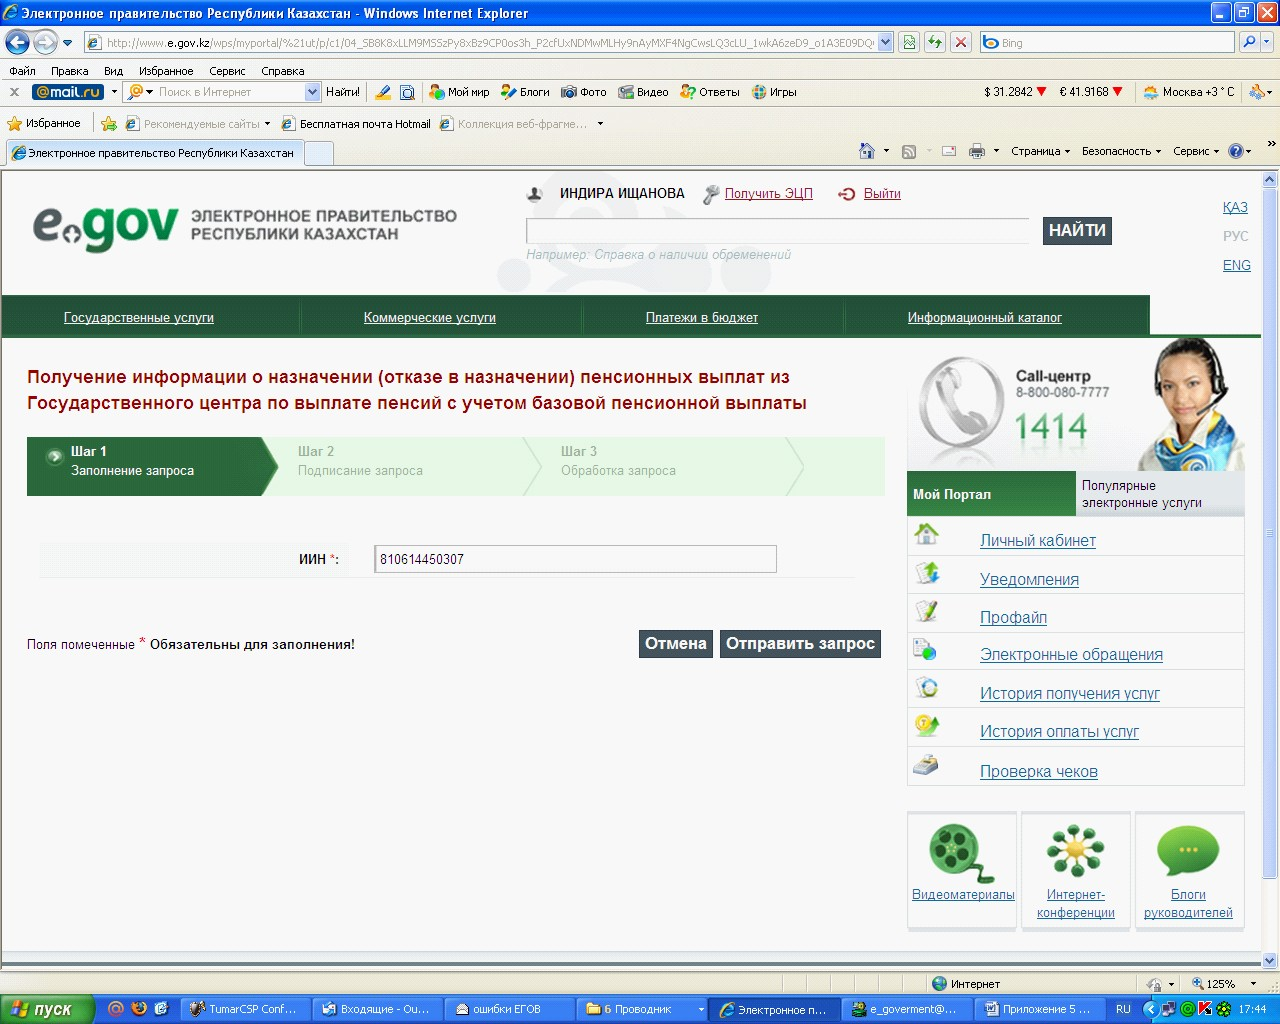 Электронное правительство Республики Казахстан - Windows Internet Explorer
http://www.e.gov.kz/wps/myportal/%21ut/p/c1/04_SB8K8xLLM9MSSzPy8xBz9CP0os3h_P2cfUxNDMwMLHy9nAyMXF4NgCwsLQ3cLU_1wkA6zeD9_o1A3E09DQ
Bing
Файл Правка Вид Избранное Сервис Справка
@mail.ru Поиск в Интернет Найти! Мой мир Блоги Фото Видео Ответы Игры $ 31.2842 € 41.9168 Москва +3 ° C
Избранное Рекомендуемые сайты Бесплатная почта Hotmail Коллекция веб-фрагме...
Электронное правительство Республики Казахстан Страница Безопасность Сервис
ИНДИРА ИЩАНОВА Получить ЭЦП Выйти
e.gov ЭЛЕКТРОННОЕ ПРАВИТЕЛЬСТВО
РЕСПУБЛИКИ КАЗАХСТАН
НАЙТИ
Например: Справка о наличии обременений
ҚАЗ
РУС
ENG
Государственные услуги Коммерческие услуги Платежи в бюджет Информационный каталог
Получение информации о назначении (отказе в назначении) пенсионных выплат из
Государственного центра по выплате пенсий с учетом базовой пенсионной выплаты
Шаг 1
Заполнение запроса
Шаг 2
Подписание запроса
Шаг 3
Обработка запроса
ИИН *: 810614450307
Поля помеченные * Обязательны для заполнения!
Отмена Отправить запрос
Call-центр
8-800-080-7777
1414
Мой Портал
Популярные
электронные услуги
Личный кабинет
Уведомления
Профайл
Электронные обращения
История получения услуг
История оплаты услуг
Проверка чеков
Видеоматериалы
Интернет-
конференции
Блоги
руководителей
Интернет 125%
пуск TumarCSP Conf... Входящие - Ou... ошибки ЕГОВ 6 Проводник Электронное п... e_goverment@... Приложение 5 ... RU 17:44